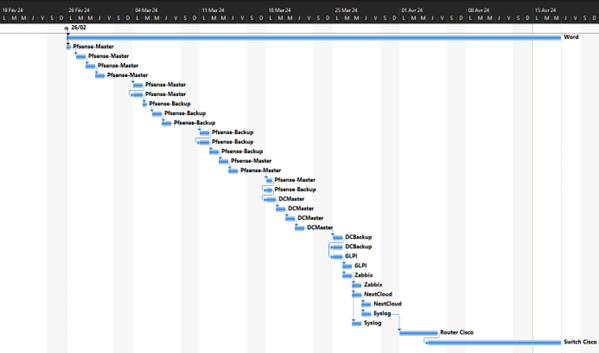 19 Fév 24 26 Fév 24 04 Mar 24 11 Mar 24 18 Mar 24 25 Mar 24 01 Avr 24 08 Avr 24 15 Avr 24
D L M M J V S D L M M J V S D L M M J V S D L M M J V S D L M M J V S D L M M J V S D L M M J V S D L M M J V S D L M M J V S D
26/02
Word
Pfsense-Master
Pfsense-Master
Pfsense-Master
Pfsense-Master
Pfsense-Master
Pfsense-Master
Pfsense-Backup
Pfsense-Backup
Pfsense-Backup
Pfsense-Backup
Pfsense-Backup
Pfsense-Backup
Pfsense-Master
Pfsense-Master
Pfsense-Master
Pfsense-Backup
DCMaster
DCMaster
DCMaster
DCMaster
DCBackup
DCBackup
GLPI
GLPI
Zabbix
Zabbix
NextCloud
NextCloud
Syslog
Syslog
Router Cisco
Switch Cisco